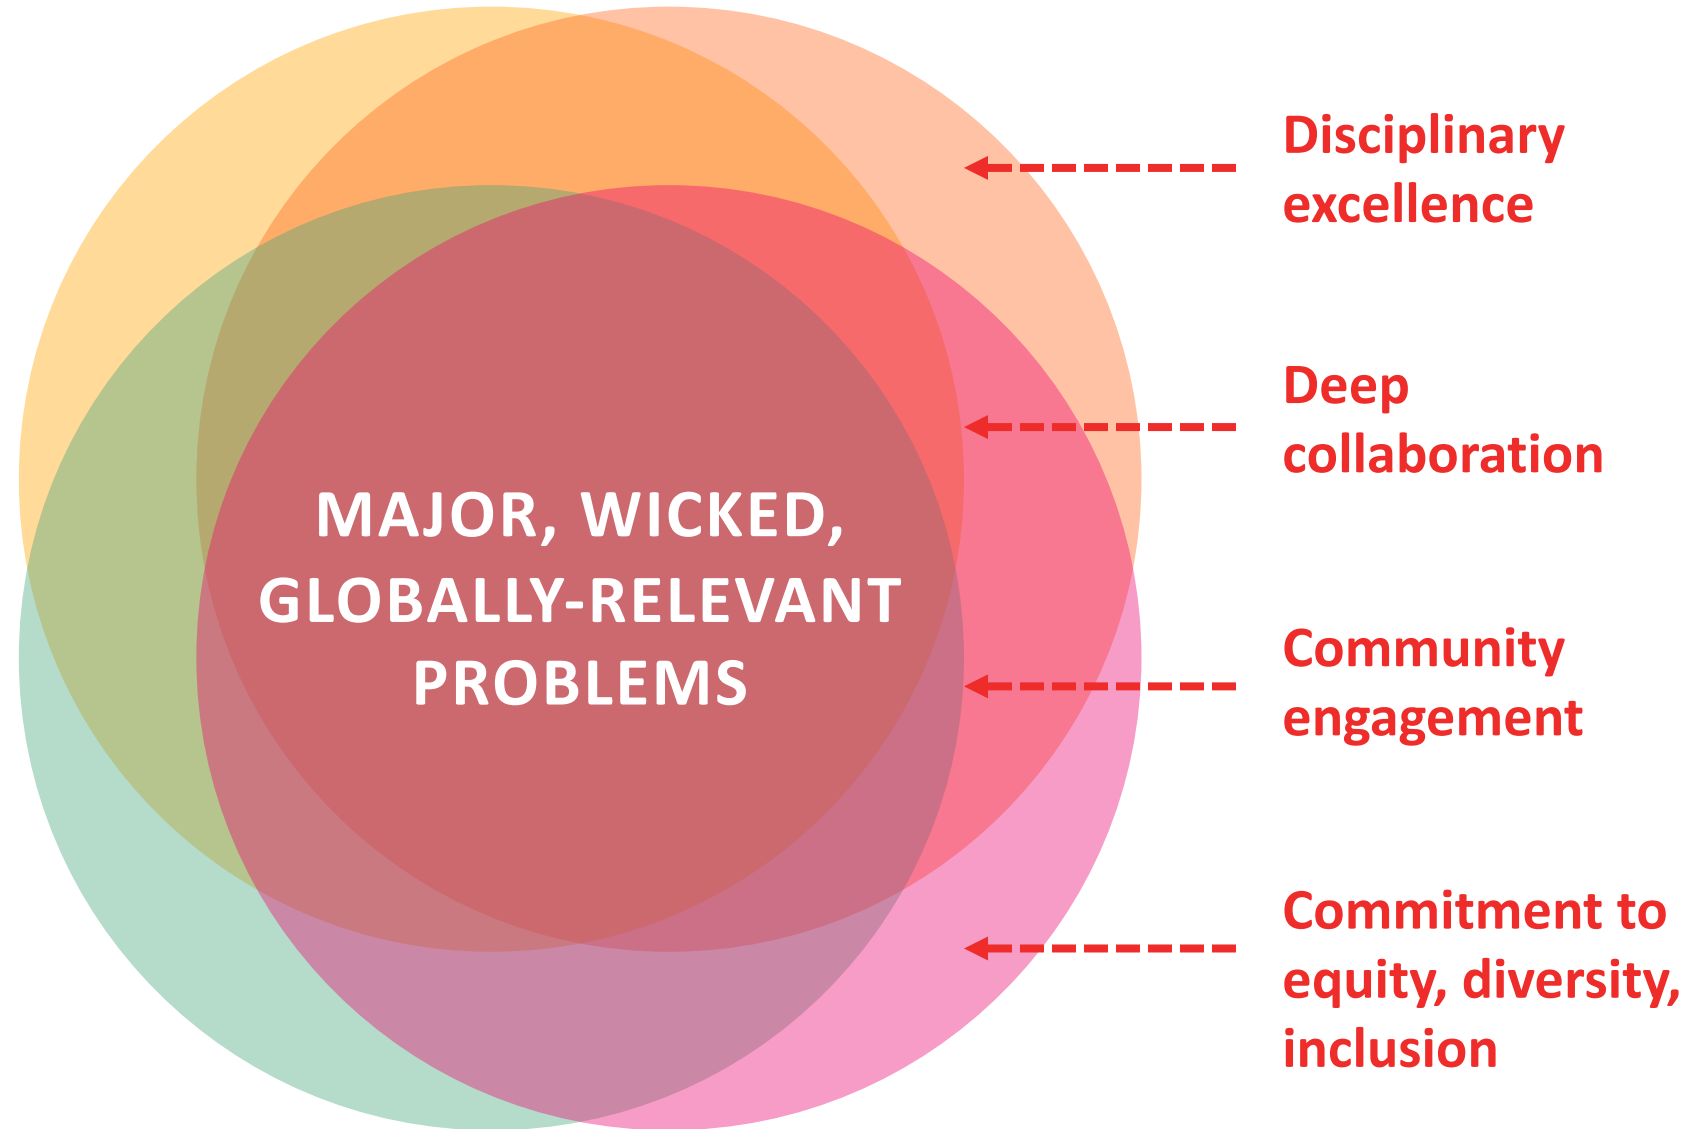 Disciplinary
excellence
Deep
collaboration
MAJOR, WICKED,
GLOBALLY-RELEVANT
PROBLEMS
Community
engagement
Commitment to
equity, diversity,
inclusion